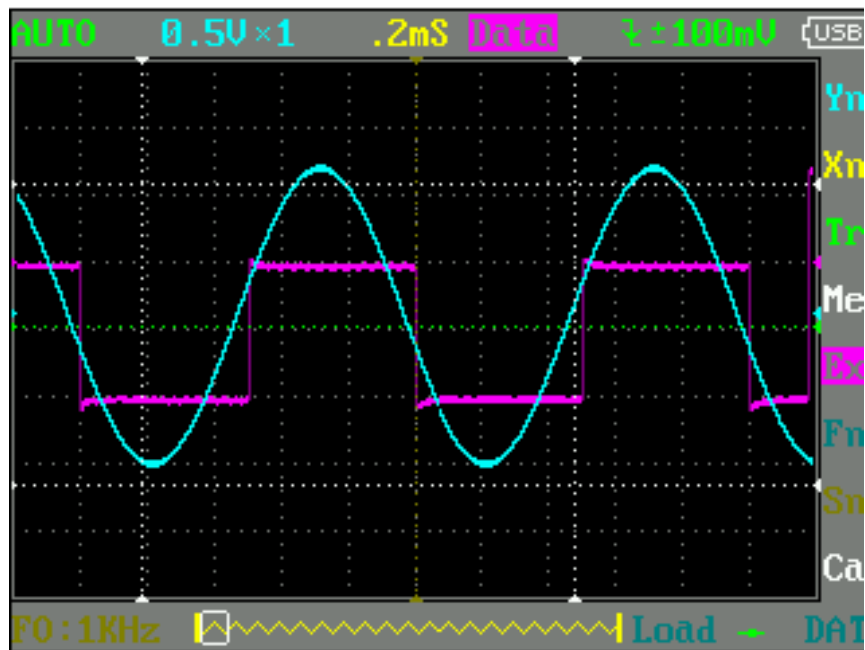 AUTO 0.5V×1 .2mS Data ±100mV USB
Yn
Xn
Tr
Me
Ex
Fn
Sn
Ca
FO:1KHz Load DAT